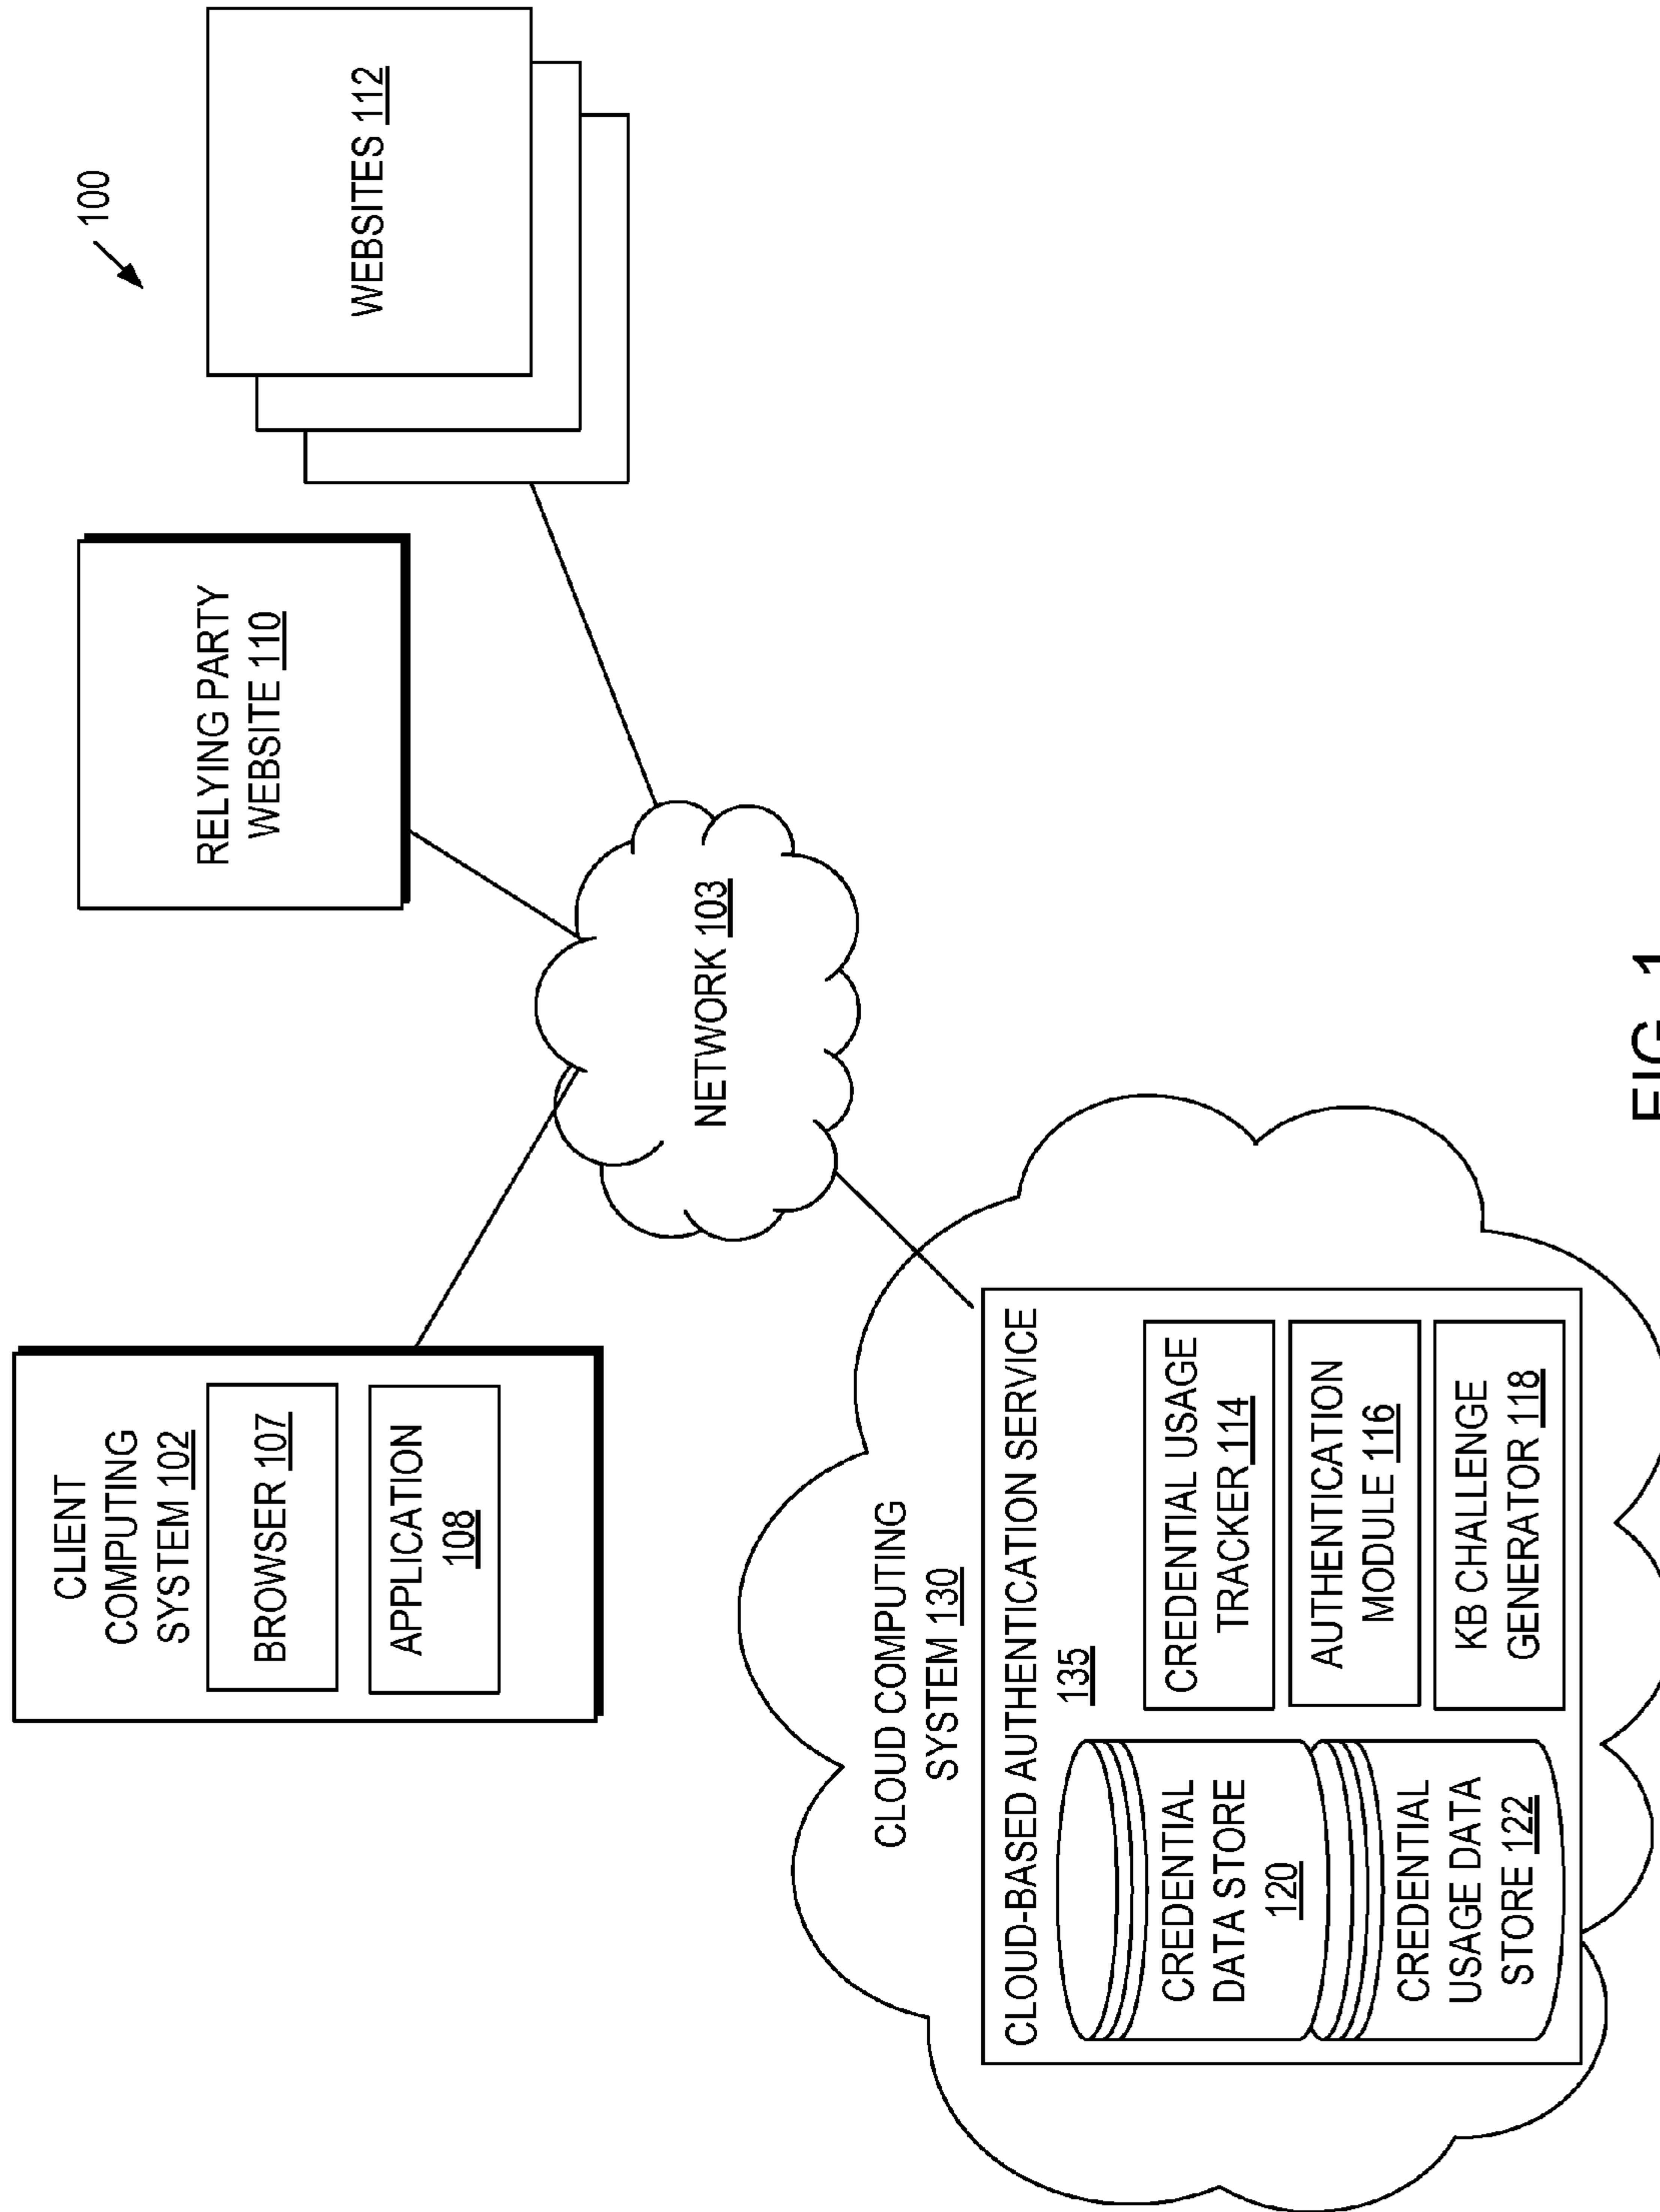 100
CLIENT
COMPUTING
SYSTEM 102
BROWSER 107
APPLICATION
108
RELYING PARTY
WEBSITE 110
WEBSITES 112
NETWORK 103
CLOUD COMPUTING
SYSTEM 130
CLOUD-BASED AUTHENTICATION SERVICE
135
CREDENTIAL
DATA STORE
120
CREDENTIAL
USAGE DATA
STORE 122
CREDENTIAL USAGE
TRACKER 114
AUTHENTICATION
MODULE 116
KB CHALLENGE
GENERATOR 118
FIG. 1